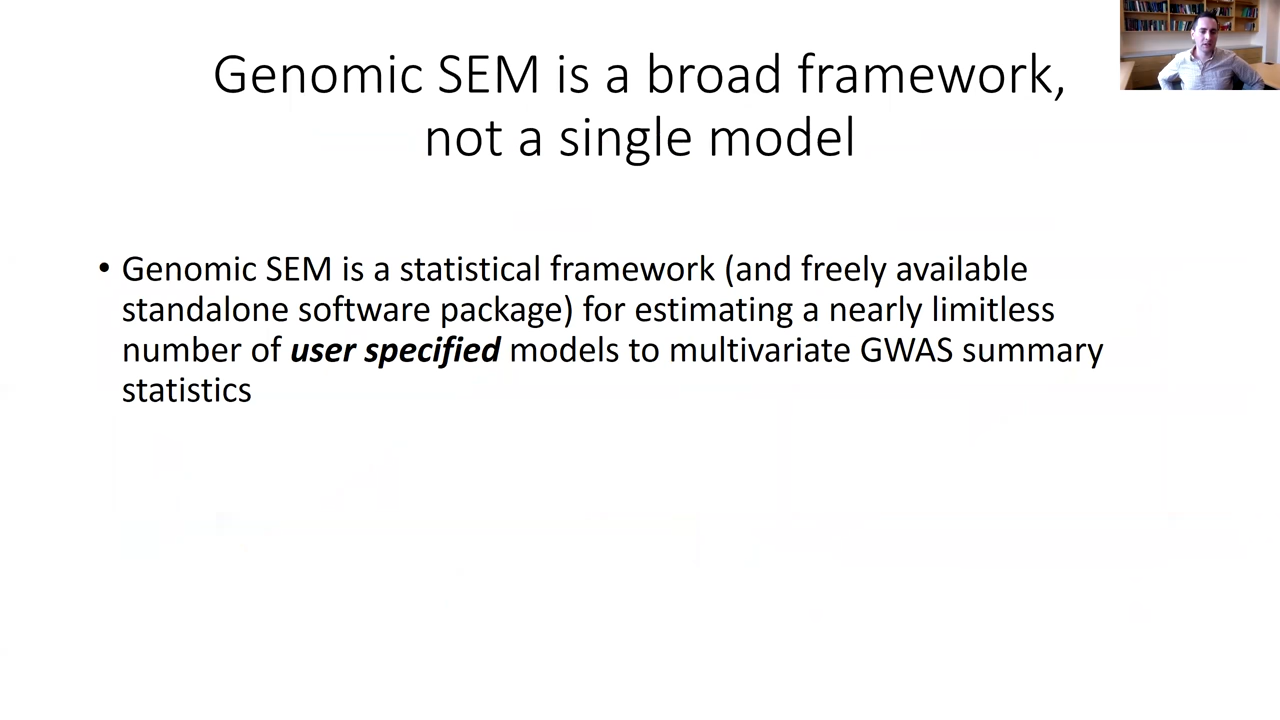 Genomic SEM is a broad framework,
not a single model
• Genomic SEM is a statistical framework (and freely available
standalone software package) for estimating a nearly limitless
number of user specified models to multivariate GWAS summary
statistics